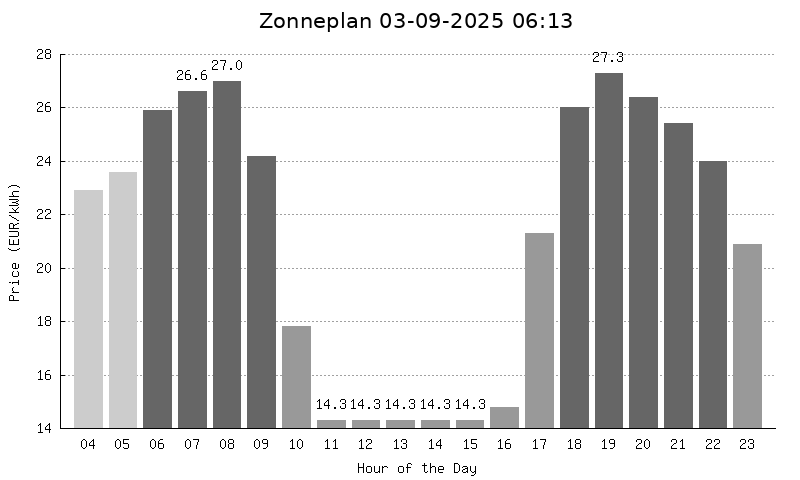 Zonneplan 03-09-2025 06:13
28
26
24
22
20
18
16
14
Price (EUR/kWh)
26.6 27.0 14.3 14.3 14.3 14.3 14.3 27.3
04 05 06 07 08 09 10 11 12 13 14 15 16 17 18 19 20 21 22 23
Hour of the Day